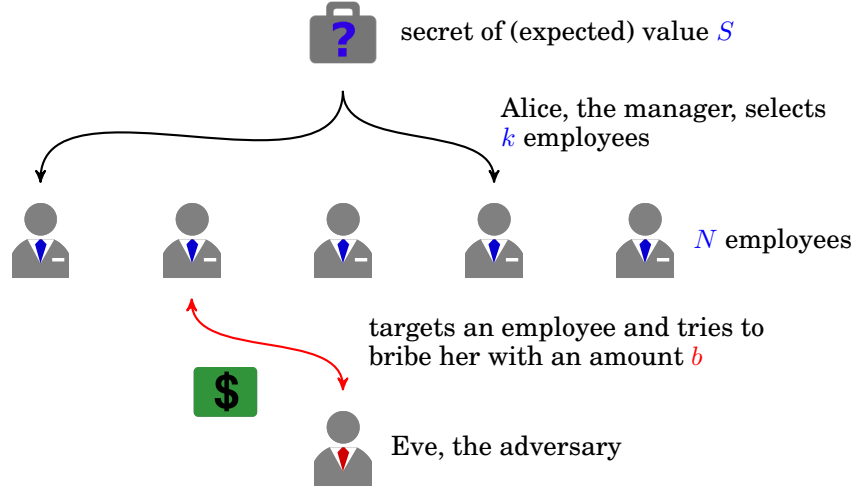 ?
secret of (expected) value S
Alice, the manager, selects
k employees
N employees
targets an employee and tries to
bribe her with an amount b
$
Eve, the adversary